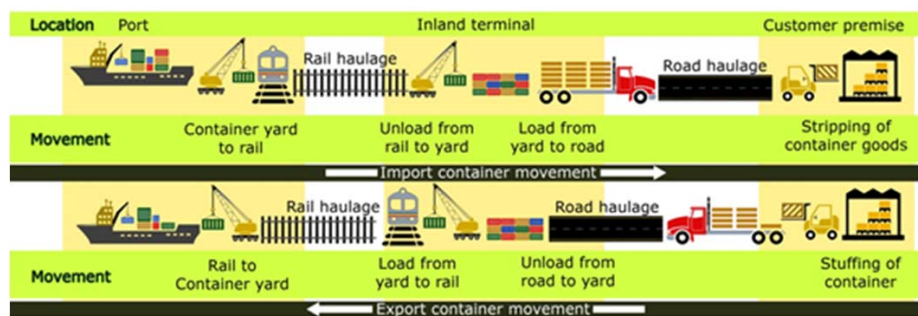 Location Port Inland terminal Customer premise
Rail haulage
Road haulage
Movement
Container yard
to rail
Unload from
rail to yard
Load from
yard to road
Stripping of
container goods
Import container movement
Rail haulage
Road haulage
Movement
Rail to
Container yard
Load from
yard to rail
Unload from
road to yard
Stuffing of
container
Export container movement